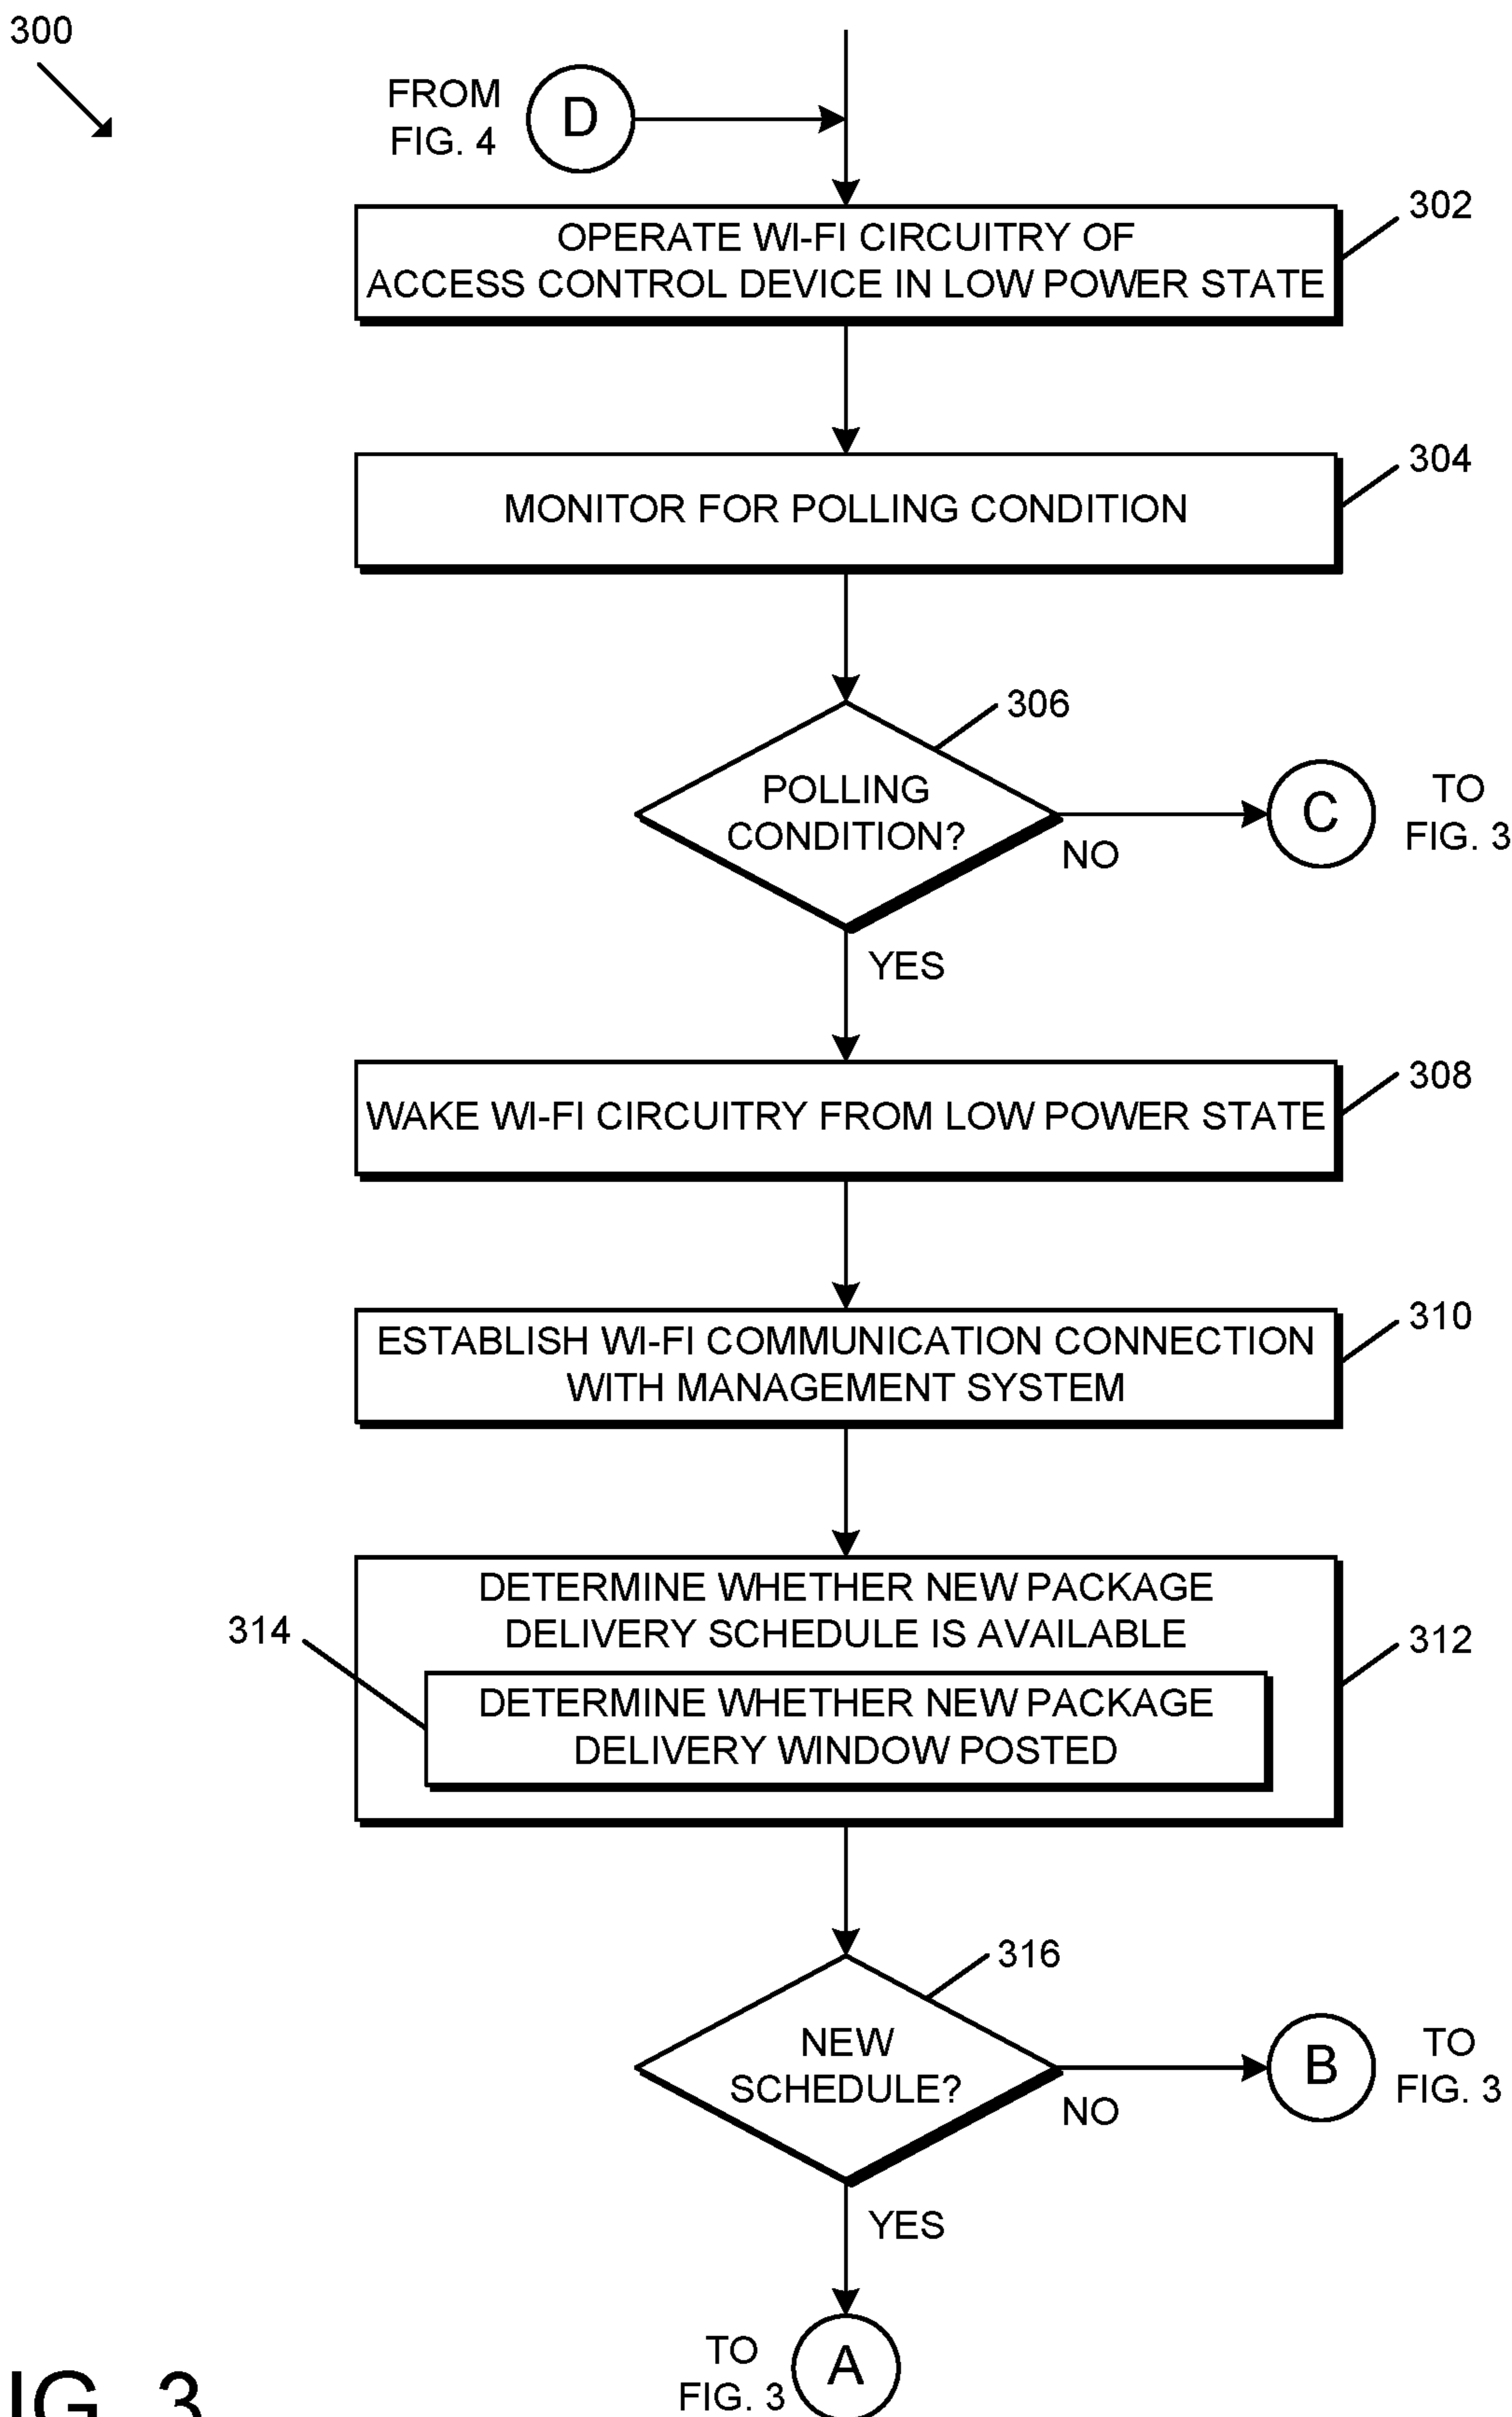 300
FROM
FIG. 4
D
302
OPERATE WI-FI CIRCUITRY OF
ACCESS CONTROL DEVICE IN LOW POWER STATE
304
MONITOR FOR POLLING CONDITION
306
POLLING
CONDITION?
NO
C
TO
FIG. 3
YES
308
WAKE WI-FI CIRCUITRY FROM LOW POWER STATE
310
ESTABLISH WI-FI COMMUNICATION CONNECTION
WITH MANAGEMENT SYSTEM
312
DETERMINE WHETHER NEW PACKAGE
DELIVERY SCHEDULE IS AVAILABLE
314
DETERMINE WHETHER NEW PACKAGE
DELIVERY WINDOW POSTED
316
NEW
SCHEDULE?
NO
B
TO
FIG. 3
YES
TO
FIG. 3
A
IG. 3